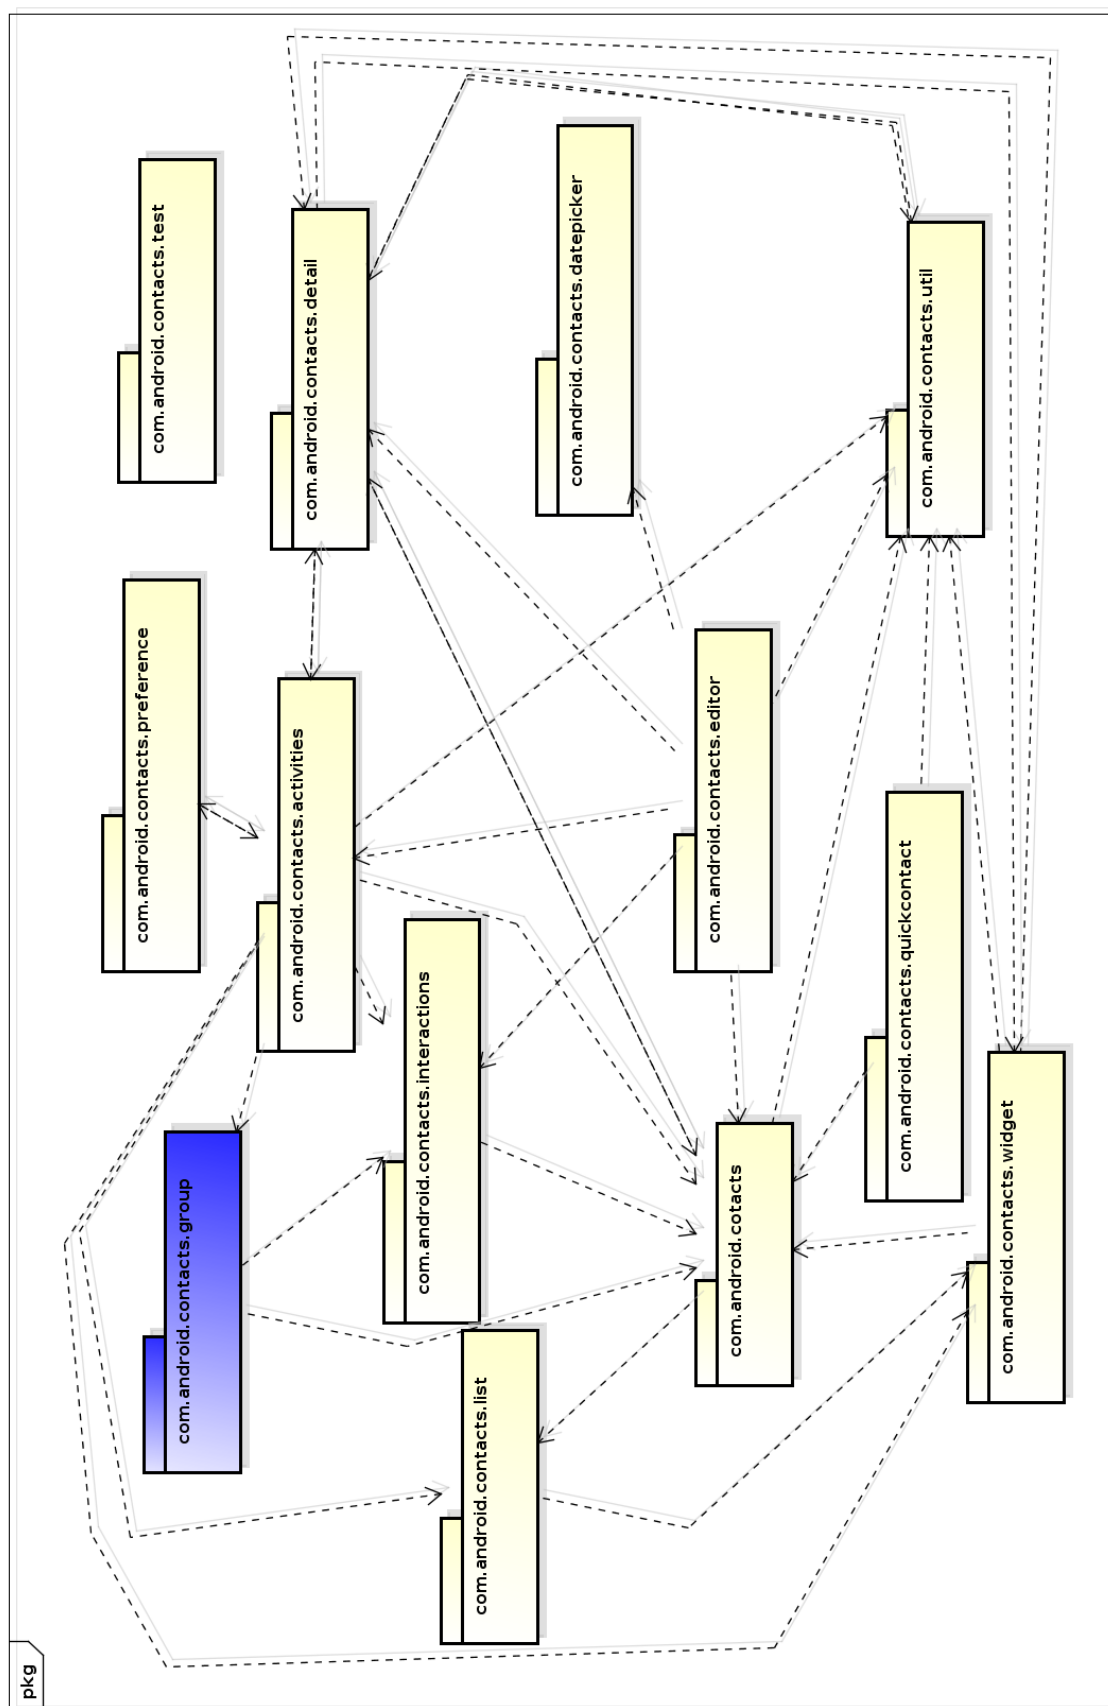 pkg
com.android.contacts.preference
com.android.contacts.test
com.android.contacts.group
com.android.contacts.activities
com.android.contacts.detail
com.android.contacts.interactions
com.android.contacts.list
com.android.contacts.datepicker
com.android.contacts.editor
com.android.cotacts
com.android.contacts.quickcontact
com.android.contacts.util
com.android.contacts.widget